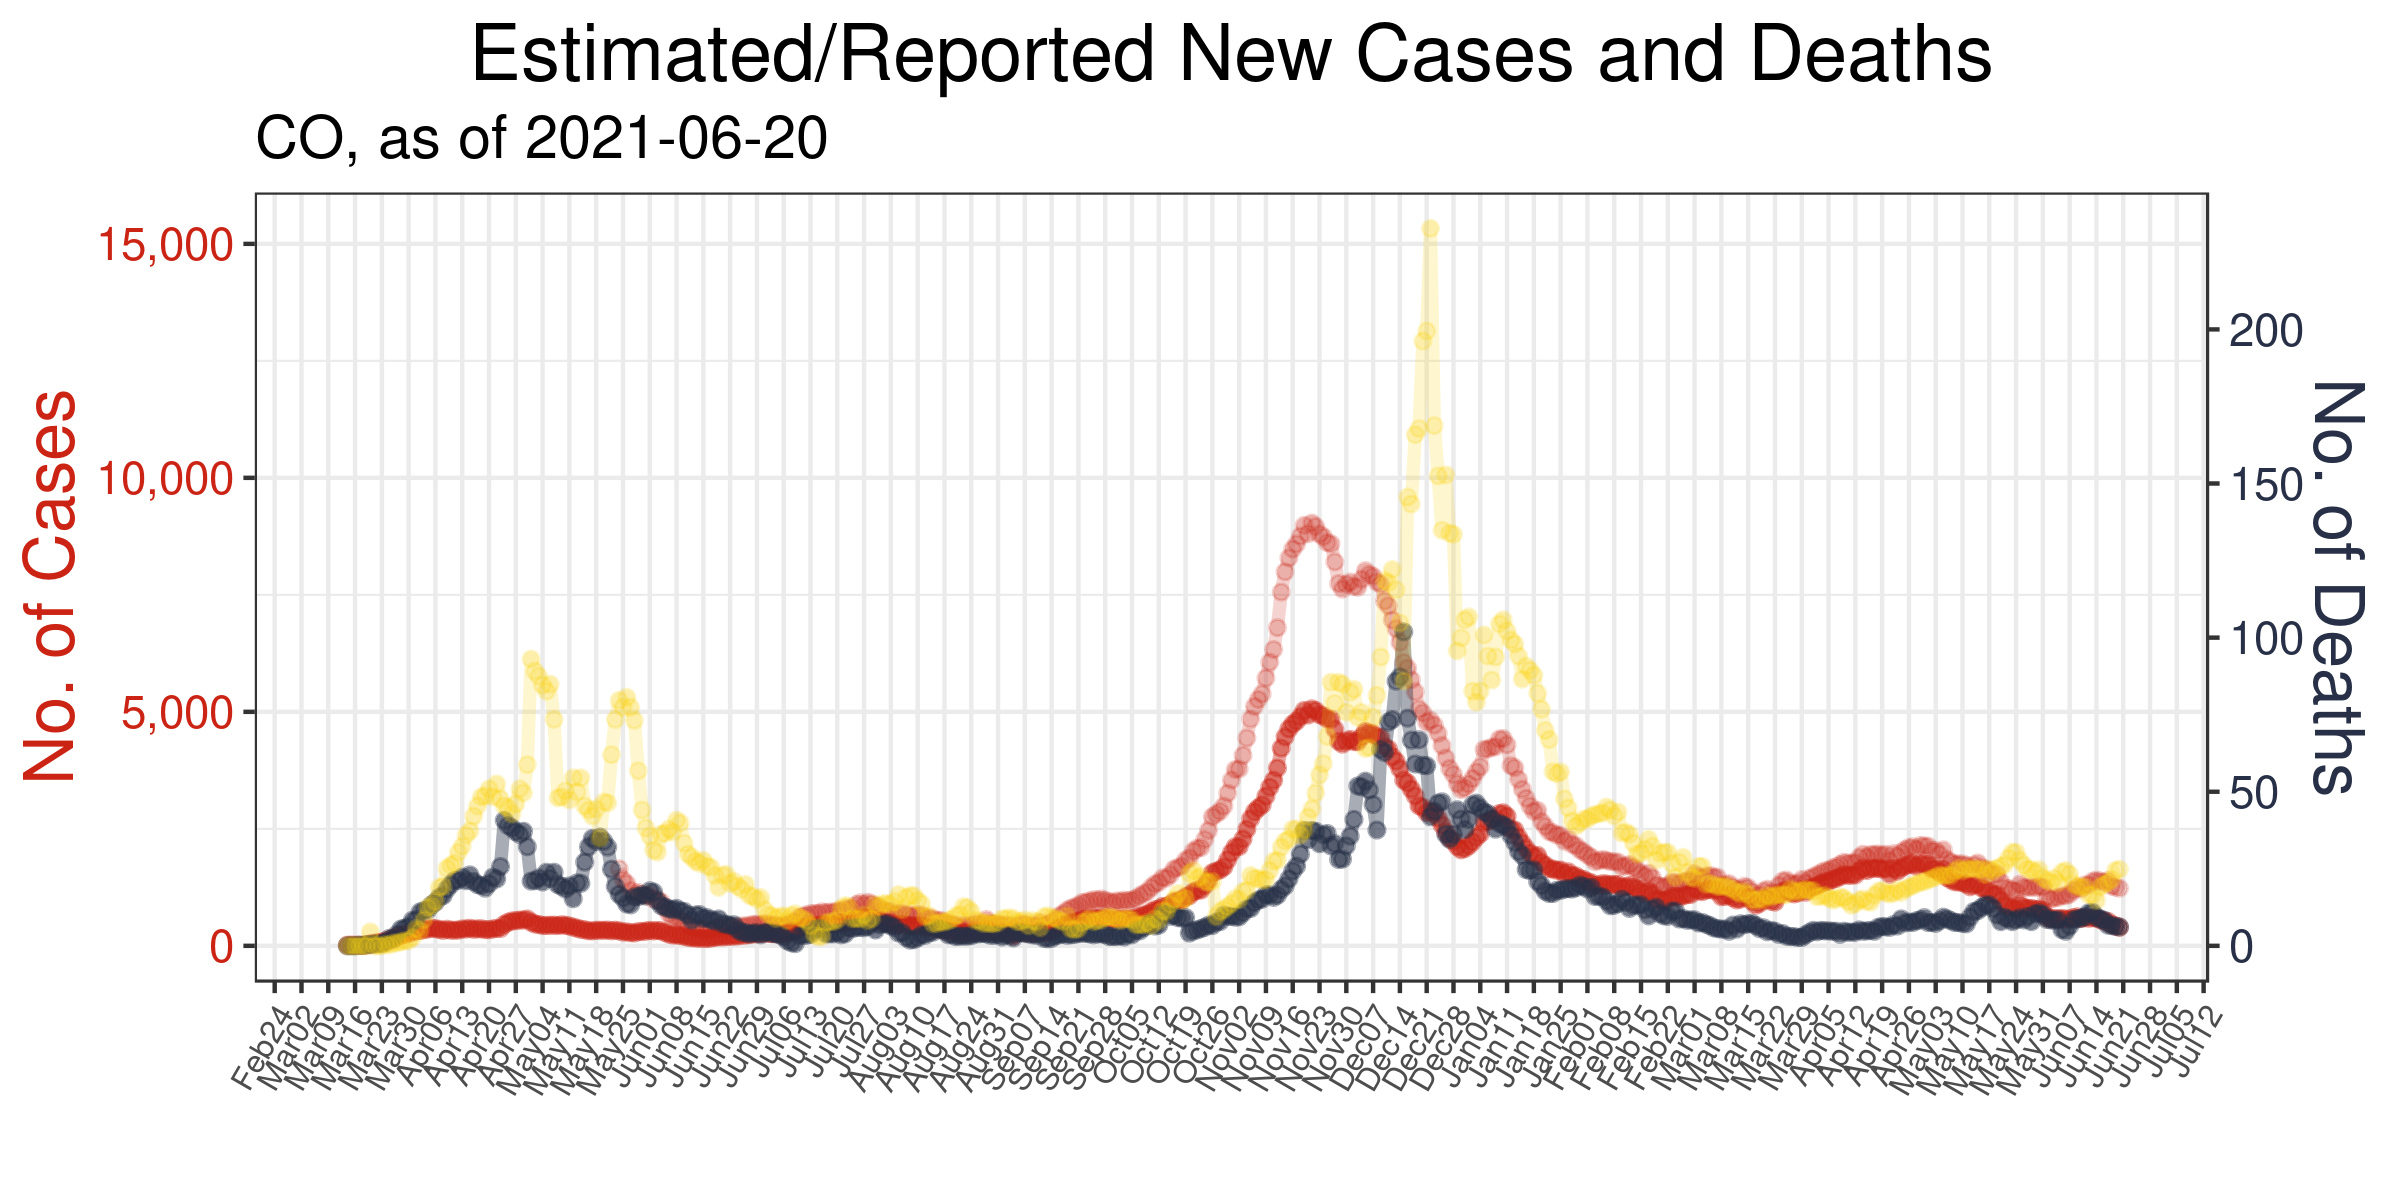 Estimated/Reported New Cases and Deaths
CO, as of 2021-06-20
No. of Cases
15,000
10,000
5,000
0
200
150
100
50
0
No. of Deaths
Feb24
Mar02
Mar09
Mar16
Mar23
Mar30
Apr06
Apr13
Apr20
Apr27
May04
May11
May18
May25
Jun01
Jun08
Jun15
Jun22
Jun29
Jul06
Jul13
Jul20
Jul27
Aug03
Aug10
Aug17
Aug24
Aug31
Sep07
Sep14
Sep21
Sep28
Oct05
Oct12
Oct19
Oct26
Nov02
Nov09
Nov16
Nov23
Nov30
Dec07
Dec14
Dec21
Dec28
Jan04
Jan11
Jan18
Jan25
Feb01
Feb08
Feb15
Feb22
Mar01
Mar08
Mar15
Mar22
Mar29
Apr05
Apr12
Apr19
Apr26
May03
May10
May17
May24
May31
Jun07
Jun14
Jun21
Jun28
Jul05
Jul12